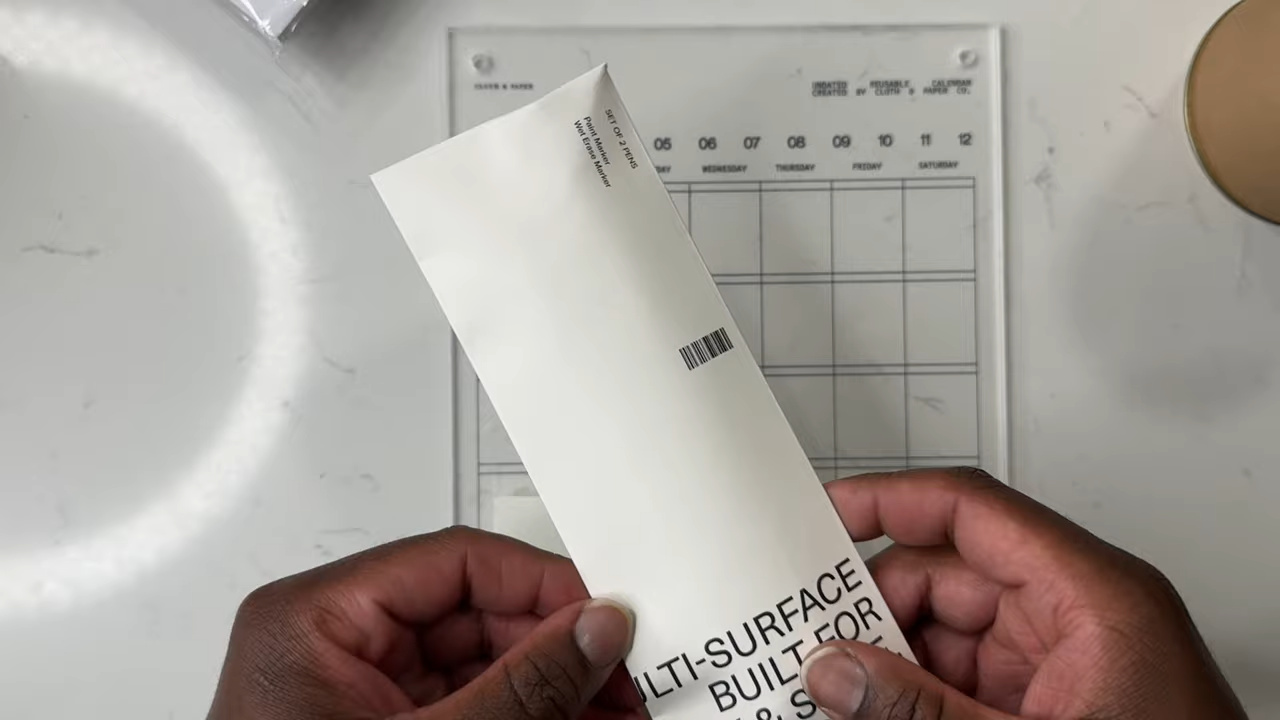 CLOTH & PAPER
UNDATED REUSABLE CALENDAR
CREATED BY CLOTH & PAPER CO.
05 06 07 08 09 10 11 12
WEDNESDAY THURSDAY FRIDAY SATURDAY
SET OF 2 PENS
Paint Marker
Wet Erase Marker
ULTI-SURFACE
BUILT FOR
&